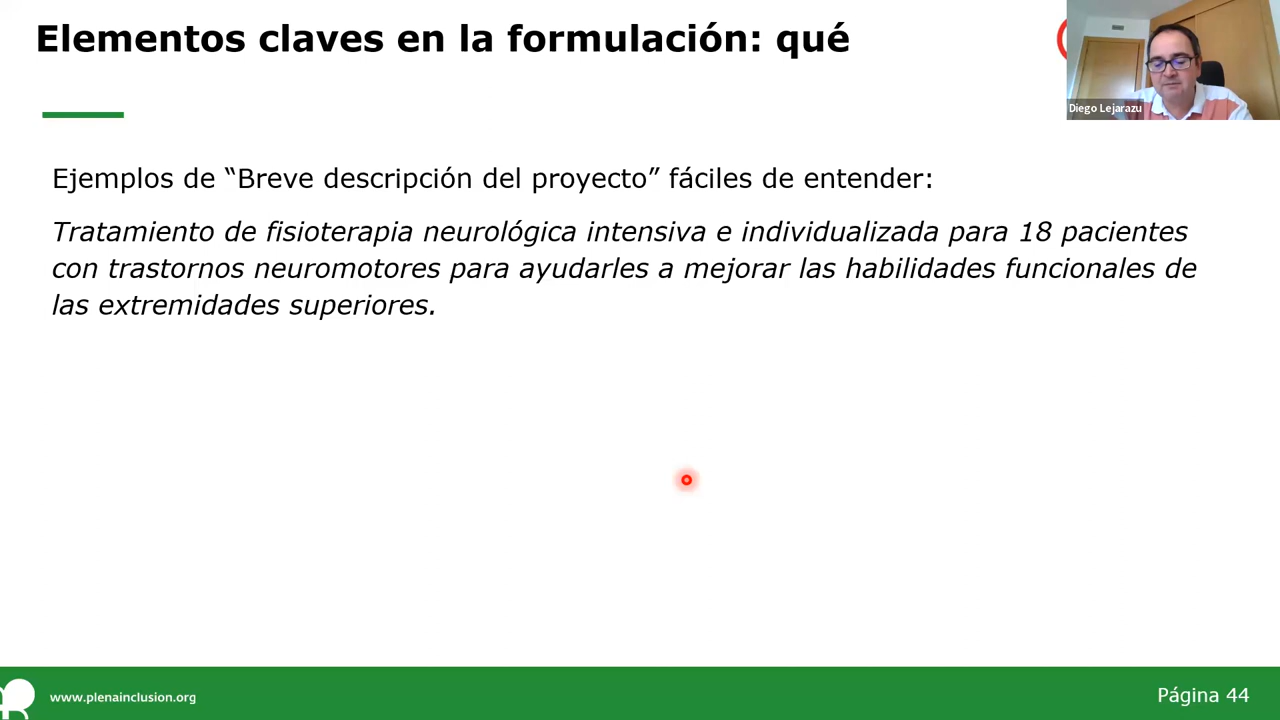 Elementos claves en la formulación: qué
Diego Lejarazu
Ejemplos de “Breve descripción del proyecto” fáciles de entender:
Tratamiento de fisioterapia neurológica intensiva e individualizada para 18 pacientes
con trastornos neuromotores para ayudarles a mejorar las habilidades funcionales de
las extremidades superiores.
www.plenainclusion.org
Página 44